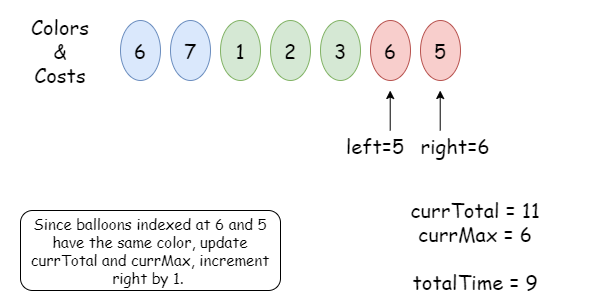 Colors
&
Costs
6 7 1 2 3 6 5
left=5 right=6
currTotal = 11
currMax = 6
totalTime = 9
Since balloons indexed at 6 and 5
have the same color, update
currTotal and currMax, increment
right by 1.